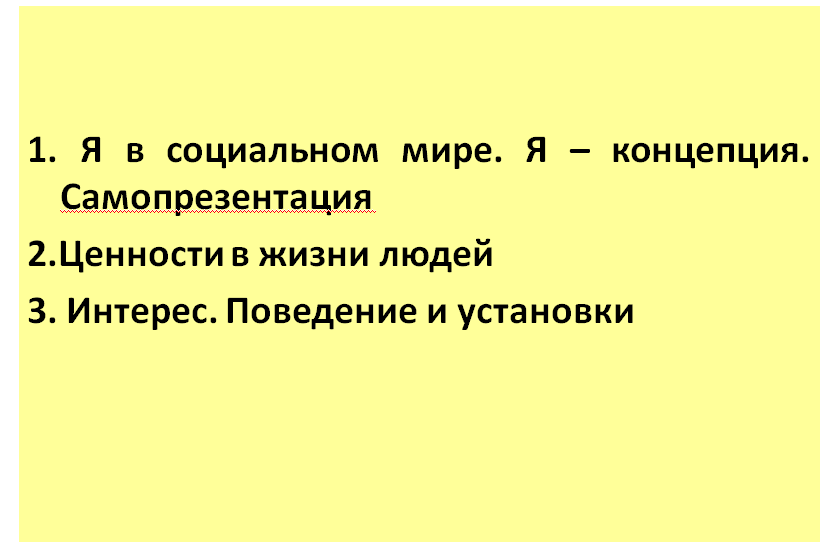 1. Я в социальном мире. Я – концепция.
Самопрезентация
2.Ценности в жизни людей
3. Интерес. Поведение и установки